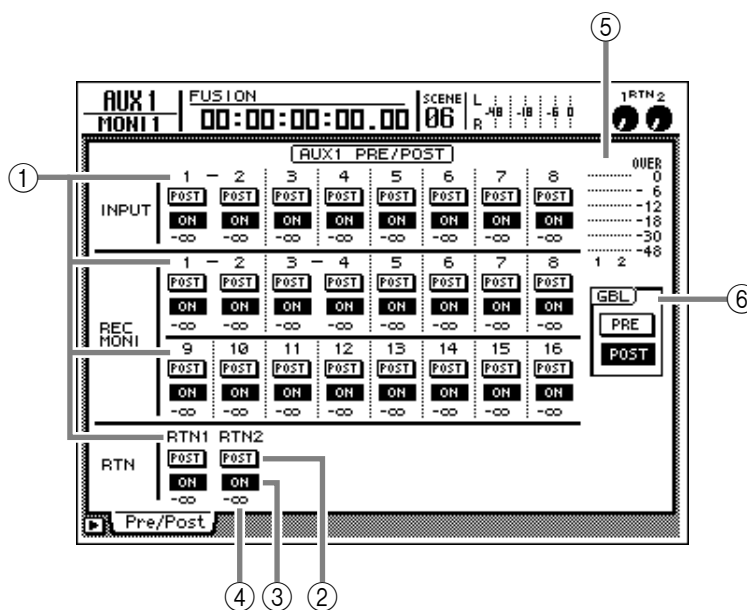 ⑤
AUX 1 FUSION SCENE L 1RTN2
MONI 1 00:00:00:00.00 06 R -48 -18 -6 0
AUX1 PRE/POST
OVER
① 1 - 2 3 4 5 6 7 8 0
INPUT POST POST POST POST POST POST POST POST - 6
ON ON ON ON ON ON ON ON -12
-∞ -∞ -∞ -∞ -∞ -∞ -∞ -∞ -18
-30
-48
1 - 2 3 - 4 5 6 7 8 1 2
POST POST POST POST POST POST POST POST
ON ON ON ON ON ON ON ON GBL ⑥
-∞ -∞ -∞ -∞ -∞ -∞ -∞ -∞ PRE
REC
MONI
9 10 11 12 13 14 15 16 POST
POST POST POST POST POST POST POST POST
ON ON ON ON ON ON ON ON
-∞ -∞ -∞ -∞ -∞ -∞ -∞ -∞
RTN1 RTN2
RTN POST POST
ON ON
-∞ -∞
Pre/Post
④ ③ ②